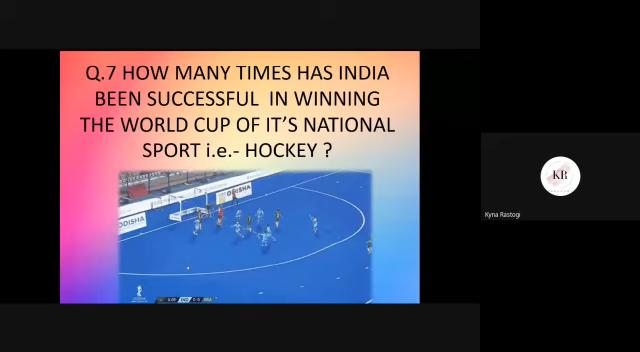 Q.7 HOW MANY TIMES HAS INDIA
BEEN SUCCESSFUL IN WINNING
THE WORLD CUP OF IT'S NATIONAL
SPORT i.e.- HOCKEY ?
ODISHA
ODISHA
KR
Kyna Rastogi